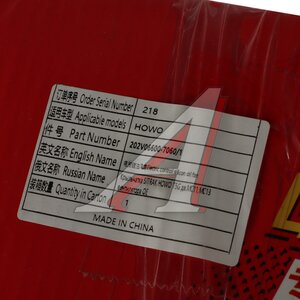 订单序号 Order Serial Number 218
适用车型 Applicable models HOWO
件号 Part Number 202V06600-7060/1
英文名称 English Name
俄文名称 Russian Name SITRAK HOWO
装箱数量 Quantity in Carton 1
MADE IN CHINA